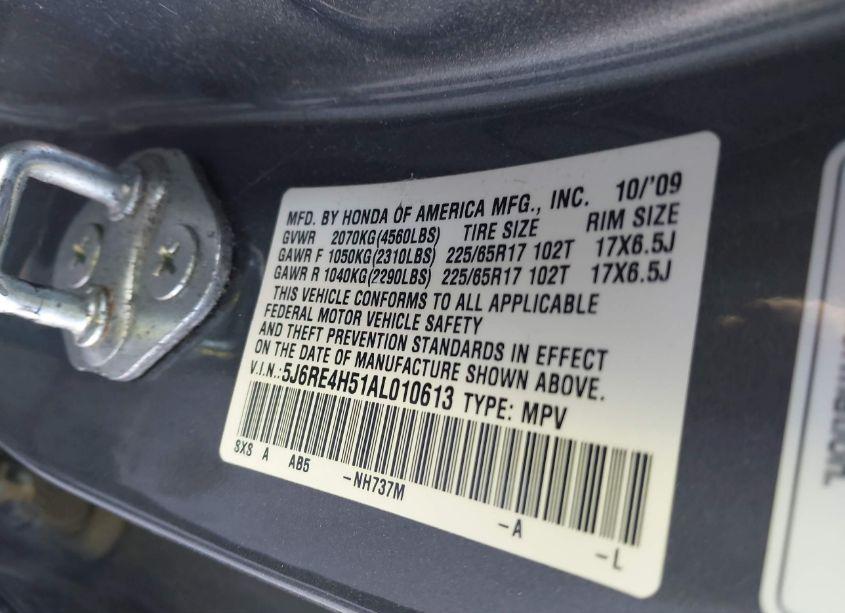 MFD. BY HONDA OF AMERICA MFG., INC. 10/'09
GVWR 2070KG(4560LBS) TIRE SIZE RIM SIZE
GAWR F 1050KG(2310LBS) 225/65R17 102T 17X6.5J
GAWR R 1040KG(2290LBS) 225/65R17 102T 17X6.5J
THIS VEHICLE CONFORMS TO ALL APPLICABLE
FEDERAL MOTOR VEHICLE SAFETY
AND THEFT PREVENTION STANDARDS IN EFFECT
ON THE DATE OF MANUFACTURE SHOWN ABOVE.
V.I.N.:5J6RE4H51AL010613 TYPE: MPV
SXS A AB5 -NH737M -A -L